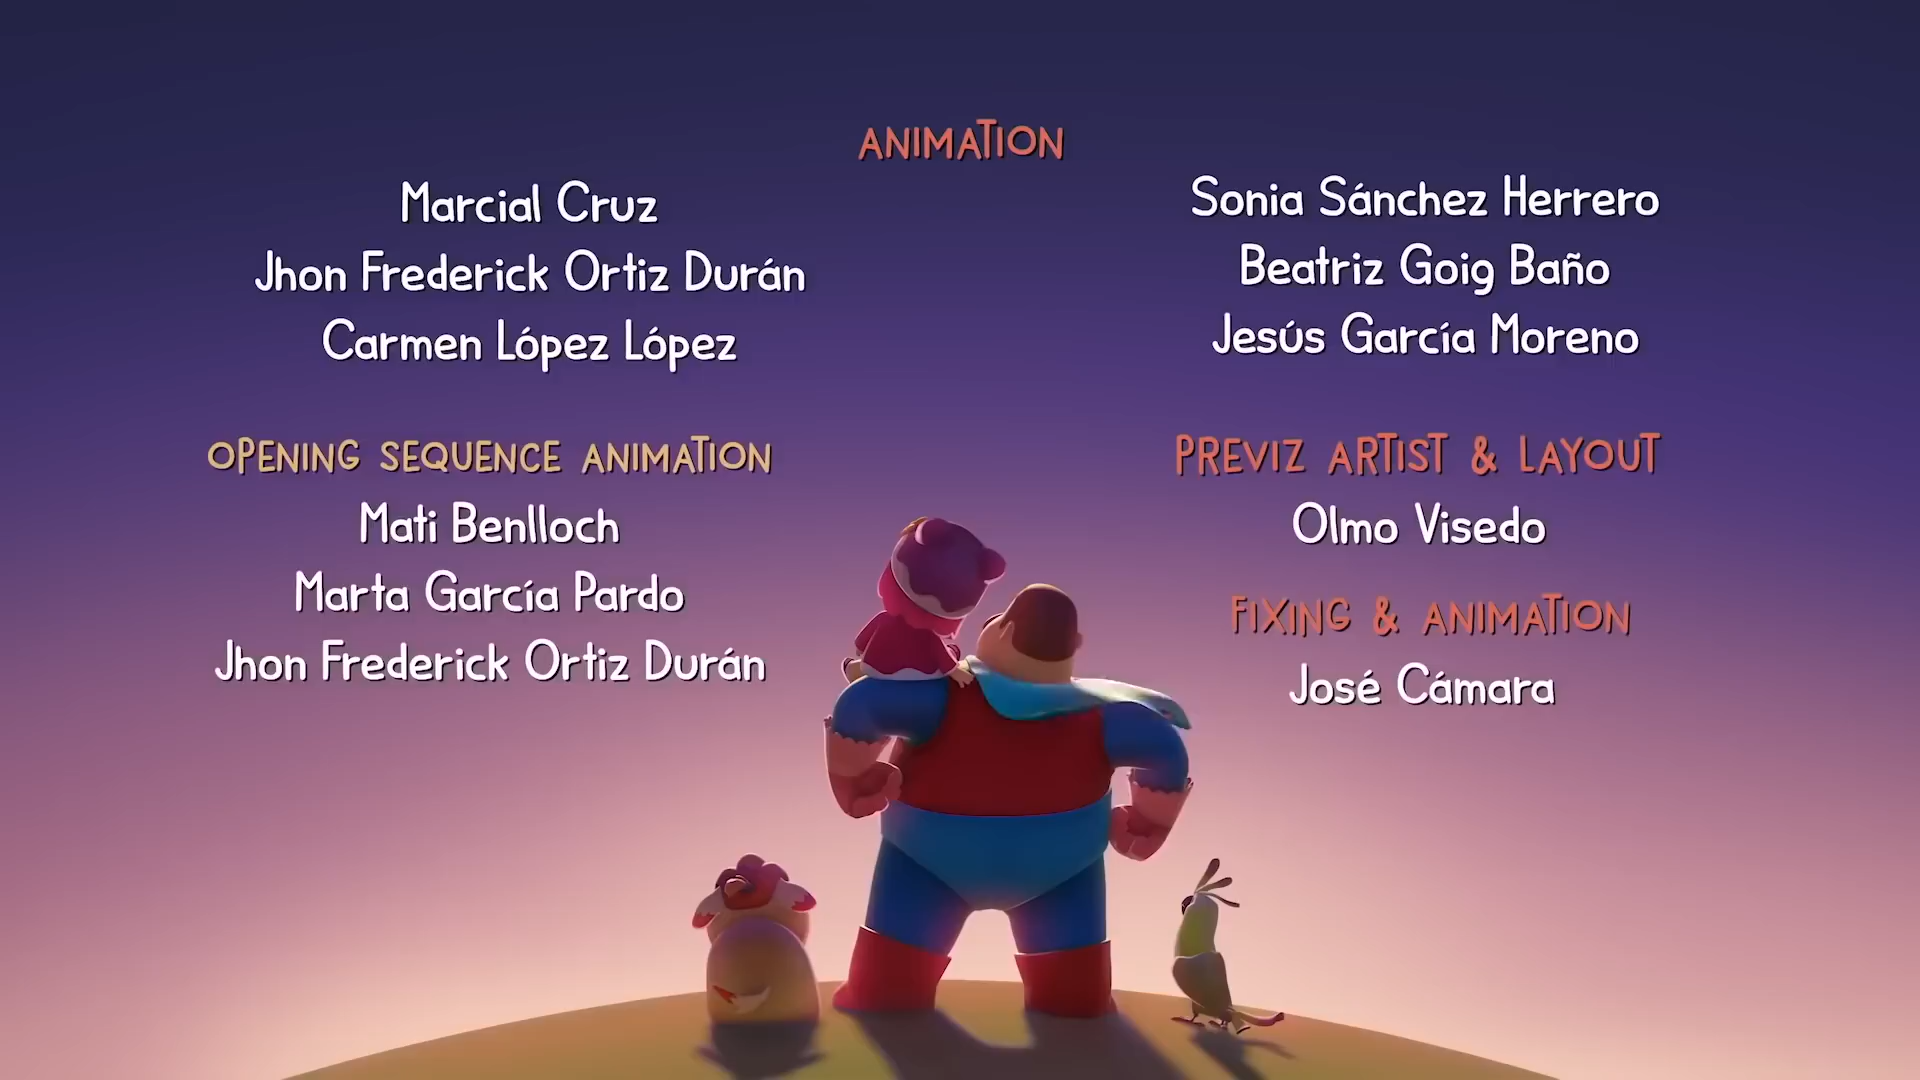 ANIMATION
Marcial Cruz
Jhon Frederick Ortiz Durán
Carmen López López
Sonia Sánchez Herrero
Beatriz Goig Baño
Jesús García Moreno
OPENING SEQUENCE ANIMATION
Mati Benlloch
Marta García Pardo
Jhon Frederick Ortiz Durán
PREVIZ ARTIST & LAYOUT
Olmo Visedo
FIXING & ANIMATION
José Cámara